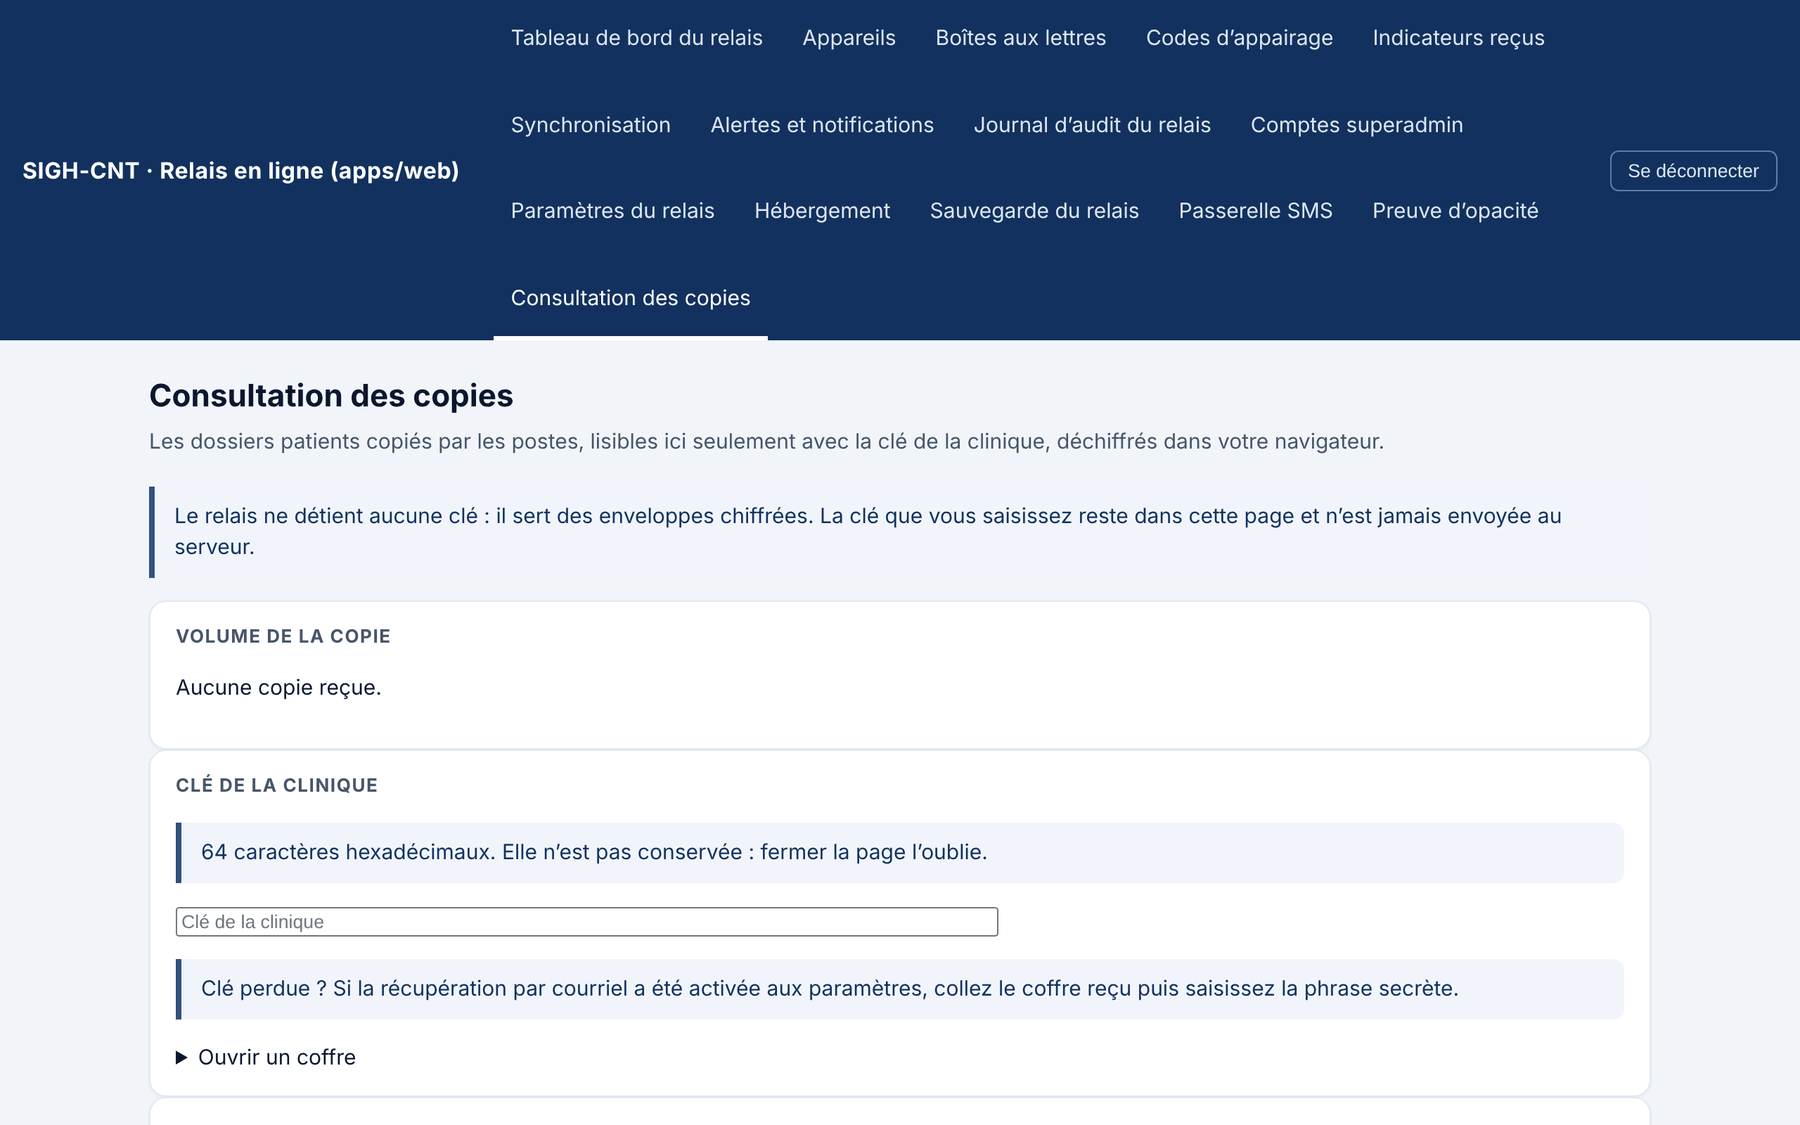 SIGH-CNT · Relais en ligne (apps/web)
Tableau de bord du relais
Appareils
Boîtes aux lettres
Codes d’appairage
Indicateurs reçus
Synchronisation
Alertes et notifications
Journal d’audit du relais
Comptes superadmin
Paramètres du relais
Hébergement
Sauvegarde du relais
Passerelle SMS
Preuve d’opacité
Consultation des copies
Se déconnecter
Consultation des copies
Les dossiers patients copiés par les postes, lisibles ici seulement avec la clé de la clinique, déchiffrés dans votre navigateur.
Le relais ne détient aucune clé : il sert des enveloppes chiffrées. La clé que vous saisissez reste dans cette page et n’est jamais envoyée au
serveur.
VOLUME DE LA COPIE
Aucune copie reçue.
CLÉ DE LA CLINIQUE
64 caractères hexadécimaux. Elle n’est pas conservée : fermer la page l’oublie.
Clé de la clinique
Clé perdue ? Si la récupération par courriel a été activée aux paramètres, collez le coffre reçu puis saisissez la phrase secrète.
Ouvrir un coffre